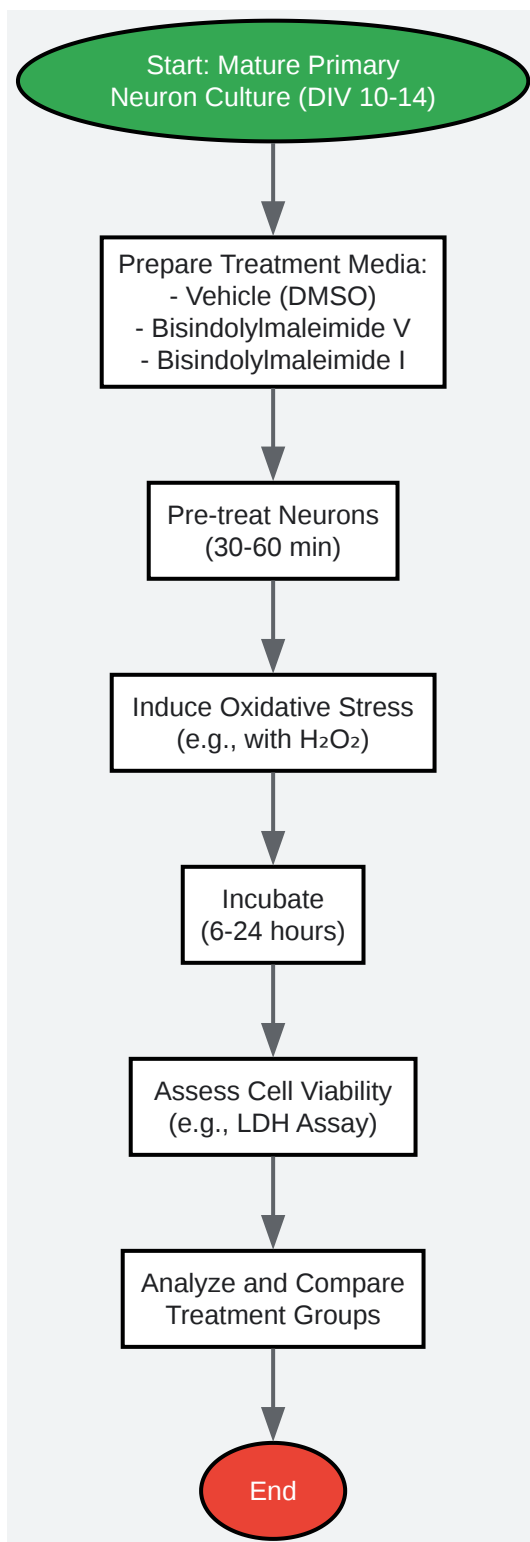 Start: Mature Primary
Neuron Culture (DIV 10-14)
Prepare Treatment Media:
- Vehicle (DMSO)
- Bisindolylmaleimide V
- Bisindolylmaleimide I
Pre-treat Neurons
(30-60 min)
Induce Oxidative Stress
(e.g., with H₂O₂)
Incubate
(6-24 hours)
Assess Cell Viability
(e.g., LDH Assay)
Analyze and Compare
Treatment Groups
End